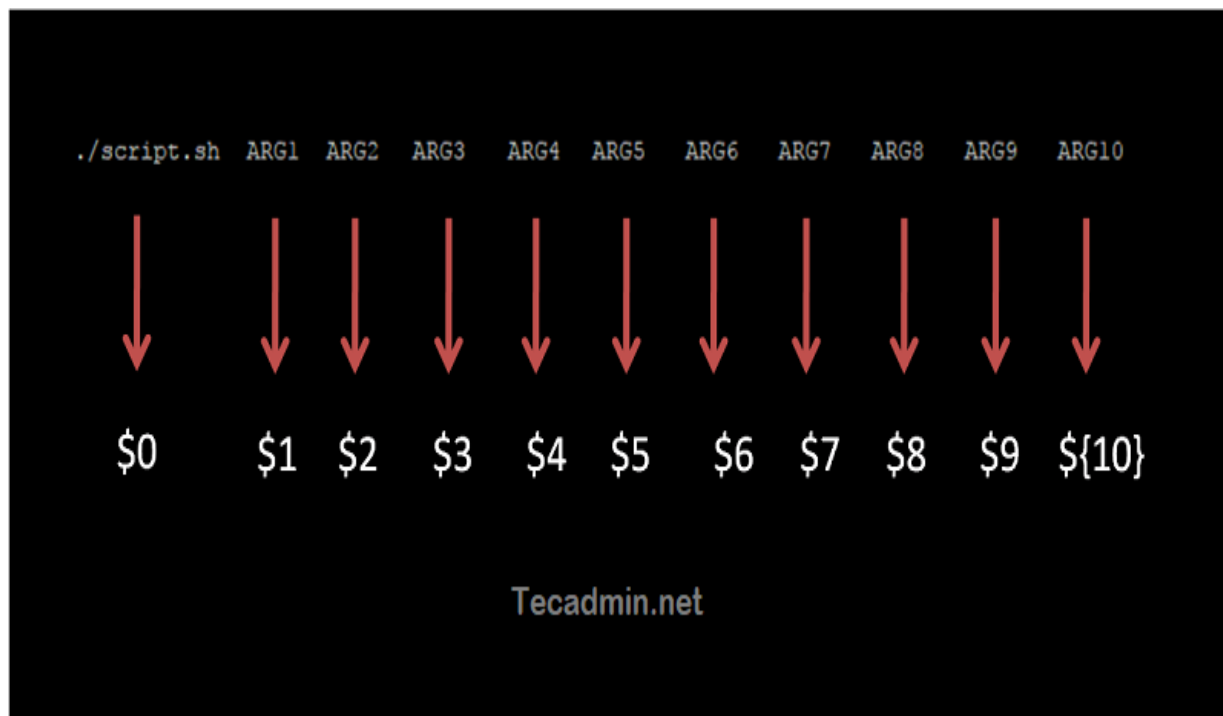 ./script.sh ARG1 ARG2 ARG3 ARG4 ARG5 ARG6 ARG7 ARG8 ARG9 ARG10
$0 $1 $2 $3 $4 $5 $6 $7 $8 $9 ${10}
Tecadmin.net